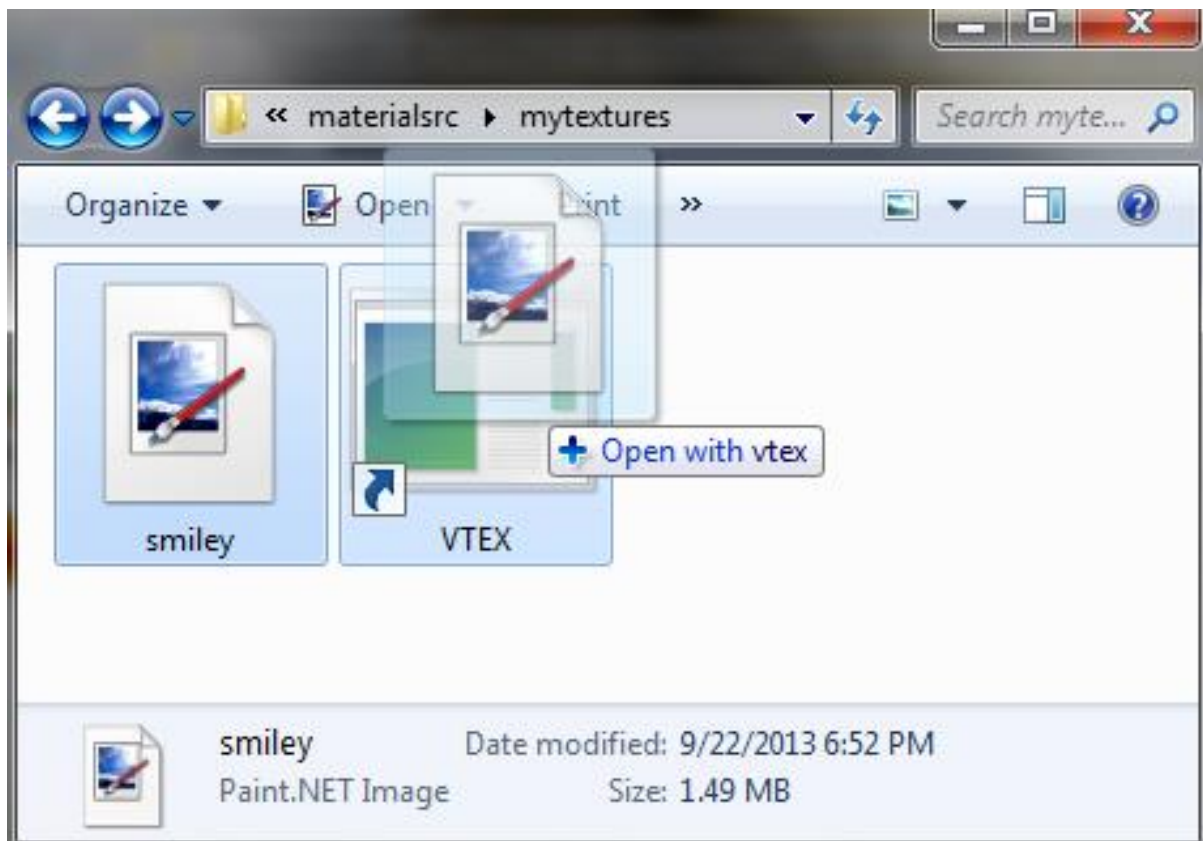 « materialsrc ▸ mytextures
Search myte...
Organize Open Print »
Open with vtex
smiley VTEX
smiley Date modified: 9/22/2013 6:52 PM
Paint.NET Image Size: 1.49 MB